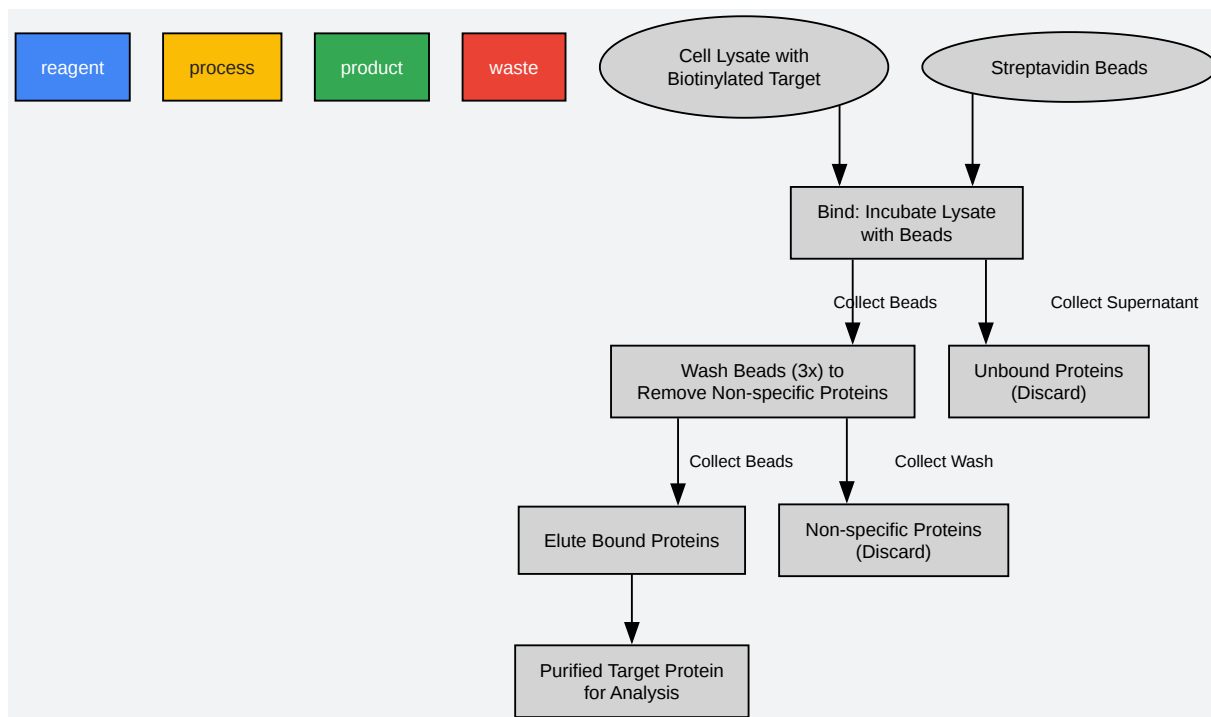 reagent
process
product
waste
Cell Lysate with
Biotinylated Target
Streptavidin Beads
Bind: Incubate Lysate
with Beads
Collect Beads
Collect Supernatant
Wash Beads (3x) to
Remove Non-specific Proteins
Unbound Proteins
(Discard)
Collect Beads
Collect Wash
Elute Bound Proteins
Non-specific Proteins
(Discard)
Purified Target Protein
for Analysis